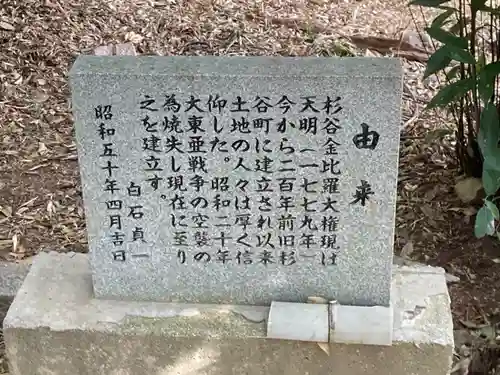 由来
杉谷金比羅大権現は
天明(一七七九年)
今から二百年前旧杉
谷町に建立され以来
土地の人々は厚く信
仰した。昭和二十年
大東亜戦争の空襲の
為焼失し現在に至り
之を建立す。
白石貞一
昭和五十年四月吉日